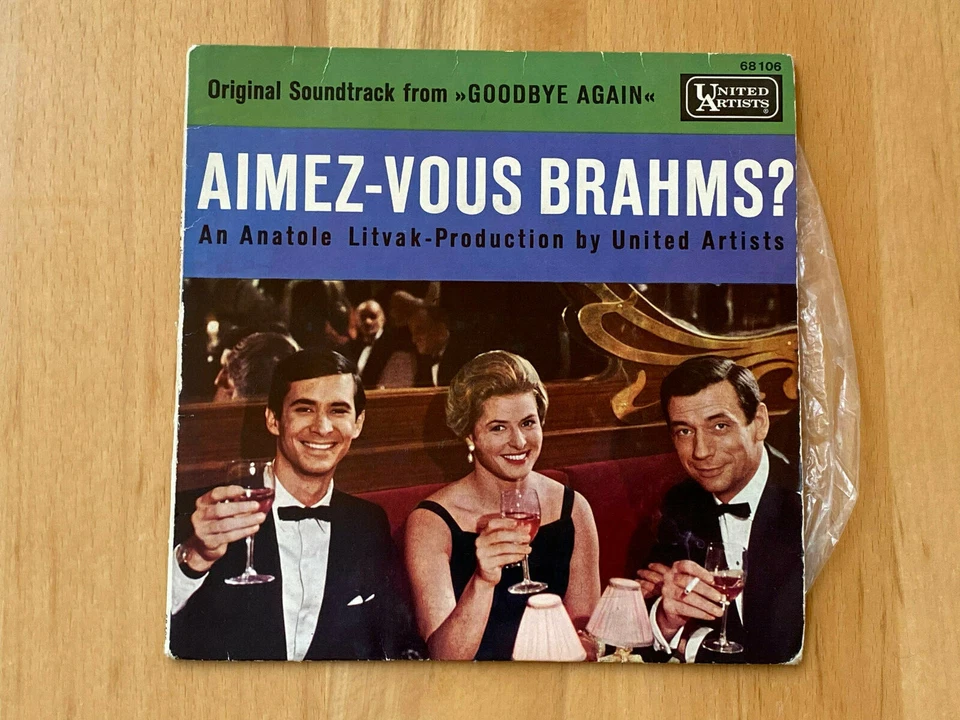 68106
Original Soundtrack from »GOODBYE AGAIN«
UNITED
ARTISTS®
AIMEZ-VOUS BRAHMS?
An Anatole Litvak-Production by United Artists